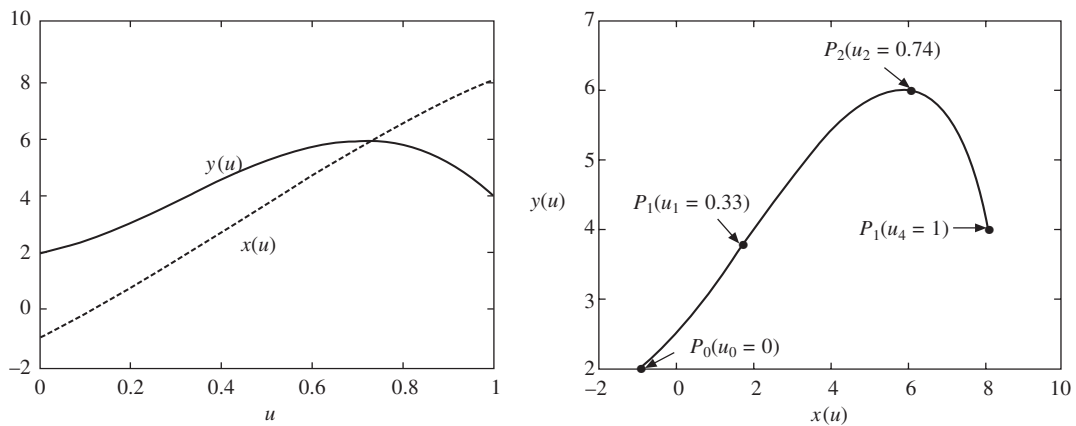 10
8
6
4
2
0
−2
0
0.2
0.4
0.6
0.8
1
u
y(u)
x(u)
7
6
5
4
3
2
−2
0
2
4
6
8
10
x(u)
y(u)
P2(u2 = 0.74)
P1(u1 = 0.33)
P1(u4 = 1)
P0(u0 = 0)